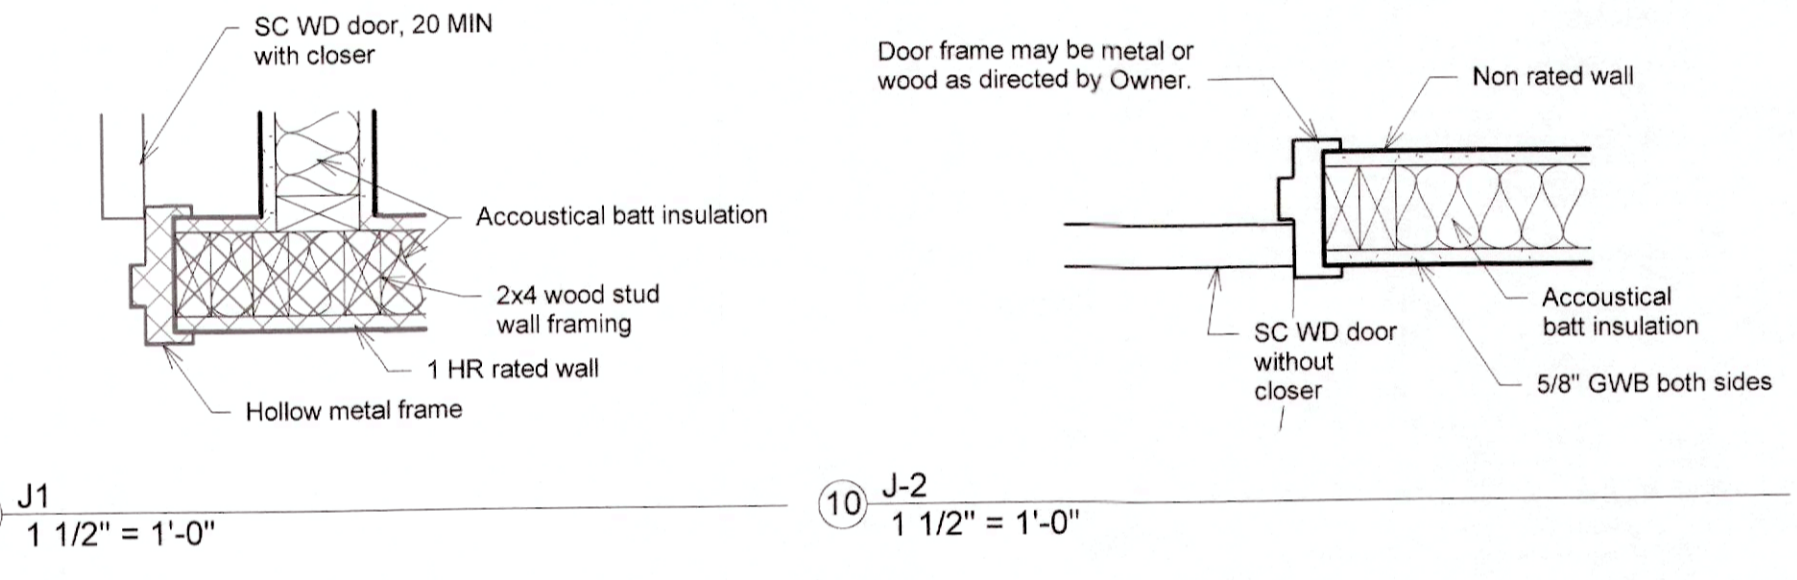 SC WD door, 20 MIN
with closer
Accoustical batt insulation
2x4 wood stud
wall framing
1 HR rated wall
Hollow metal frame
J1
1 1/2" = 1'-0"
Door frame may be metal or
wood as directed by Owner.
Non rated wall
Accoustical
batt insulation
SC WD door
without
closer
5/8" GWB both sides
10
J-2
1 1/2" = 1'-0"